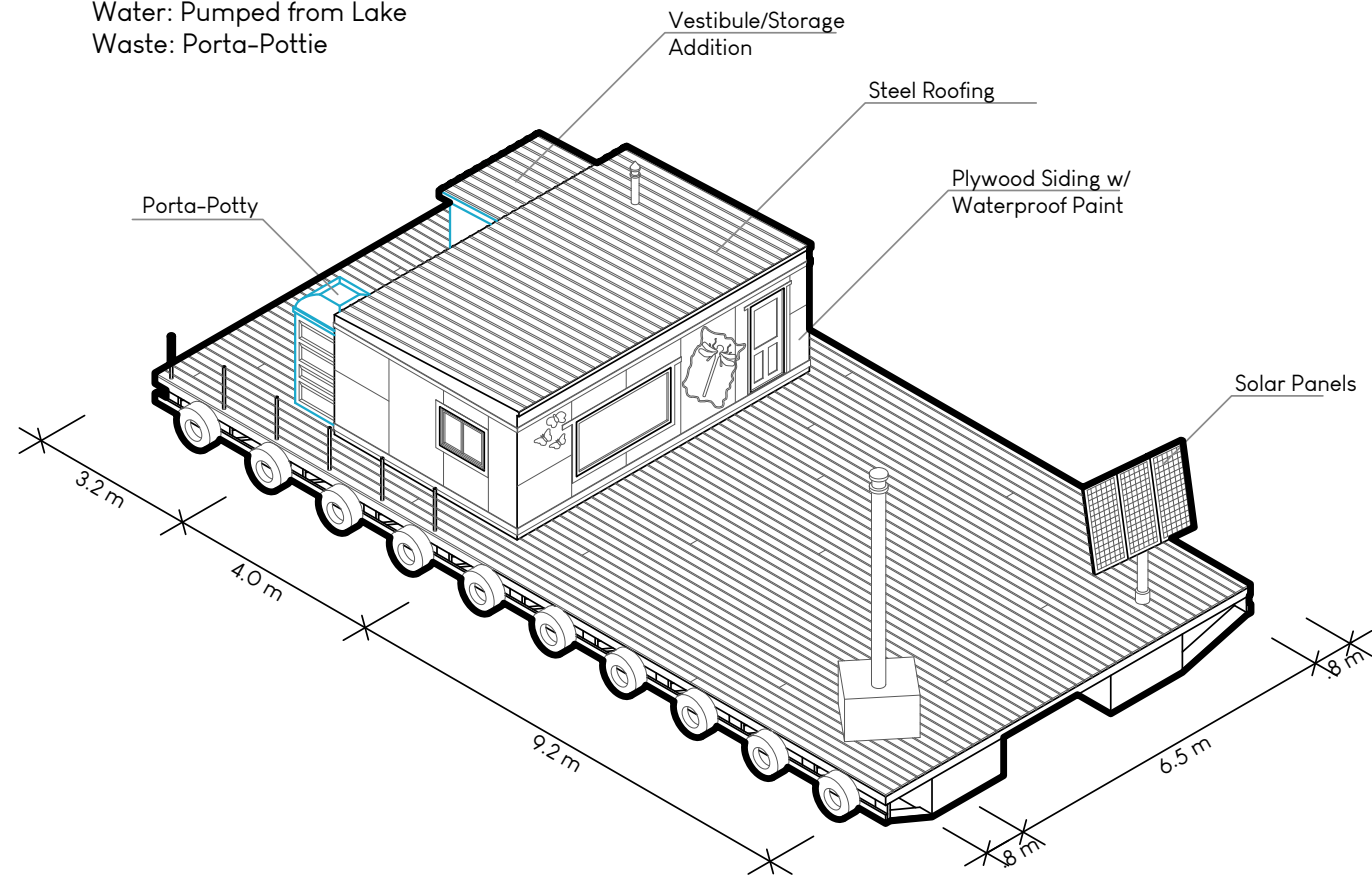 Water: Pumped from Lake
Waste: Porta-Pottie
Vestibule/Storage
Addition
Steel Roofing
Plywood Siding w/
Waterproof Paint
Porta-Potty
Solar Panels
3.2 m
4.0 m
9.2 m
.8 m
6.5 m
.8 m